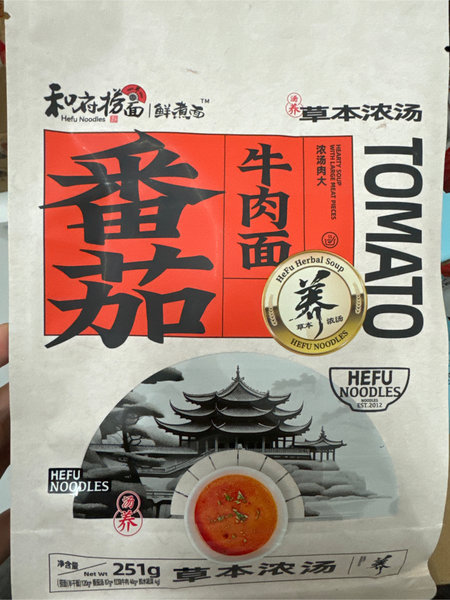 和府捞面 鲜煮面™
Hefu Noodles
汤养 草本浓汤
番茄
牛肉面
浓汤肉大
HEARTY SOUP
WITH LARGE MEAT PIECES
TOMATO
HeFu Herbal Soup
养
草本 浓汤
HEFU NOODLES
HEFU
NOODLES
NOODLES
EST.2012
HEFU
NOODLES
汤养
净含量
Net Wt 251g
草本浓汤
养